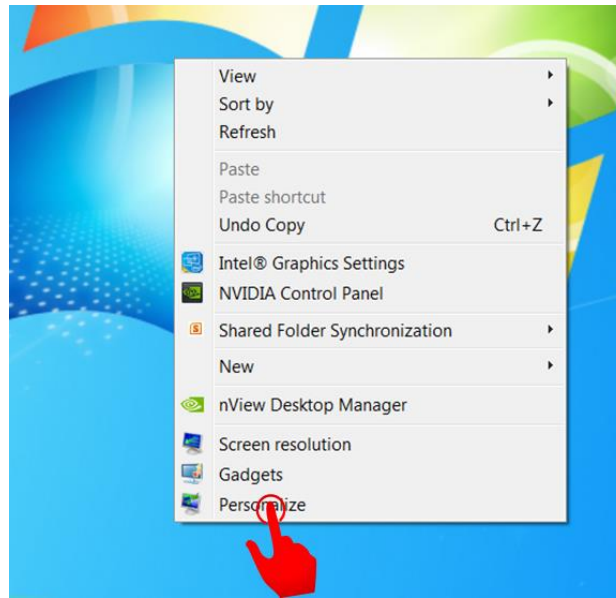 View
Sort by
Refresh
Paste
Paste shortcut
Undo Copy Ctrl+Z
Intel® Graphics Settings
NVIDIA Control Panel
S Shared Folder Synchronization
New
nView Desktop Manager
Screen resolution
Gadgets
Personalize